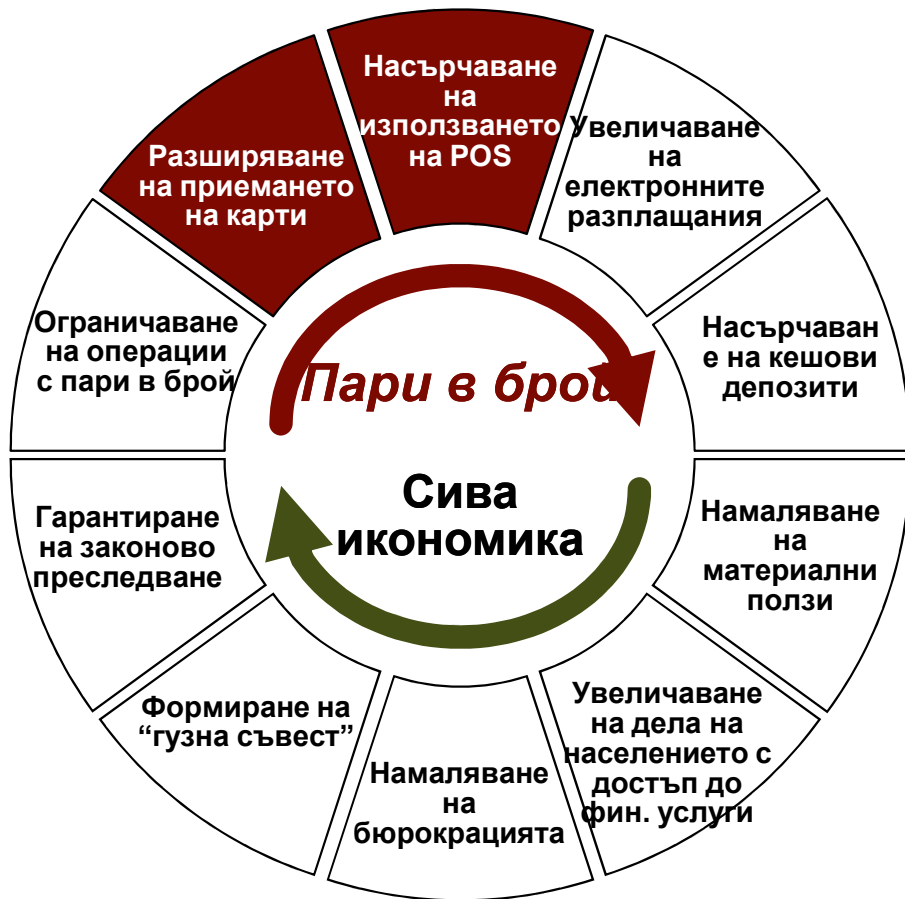 Насърчаване
на
използването
на POS
Увеличаване
на
електронните
разплащания
Насърчаван
е на кешови
депозити
Намаляване
на
материални
ползи
Увеличаване
на дела на
населението с
достъп до
фин. услуги
Намаляване
на
бюрокрацията
Формиране на
“гузна съвест”
Гарантиране
на законово
преследване
Ограничаване
на операции
с пари в брой
Разширяване
на приемането
на карти
Пари в брой
Сива
икономика